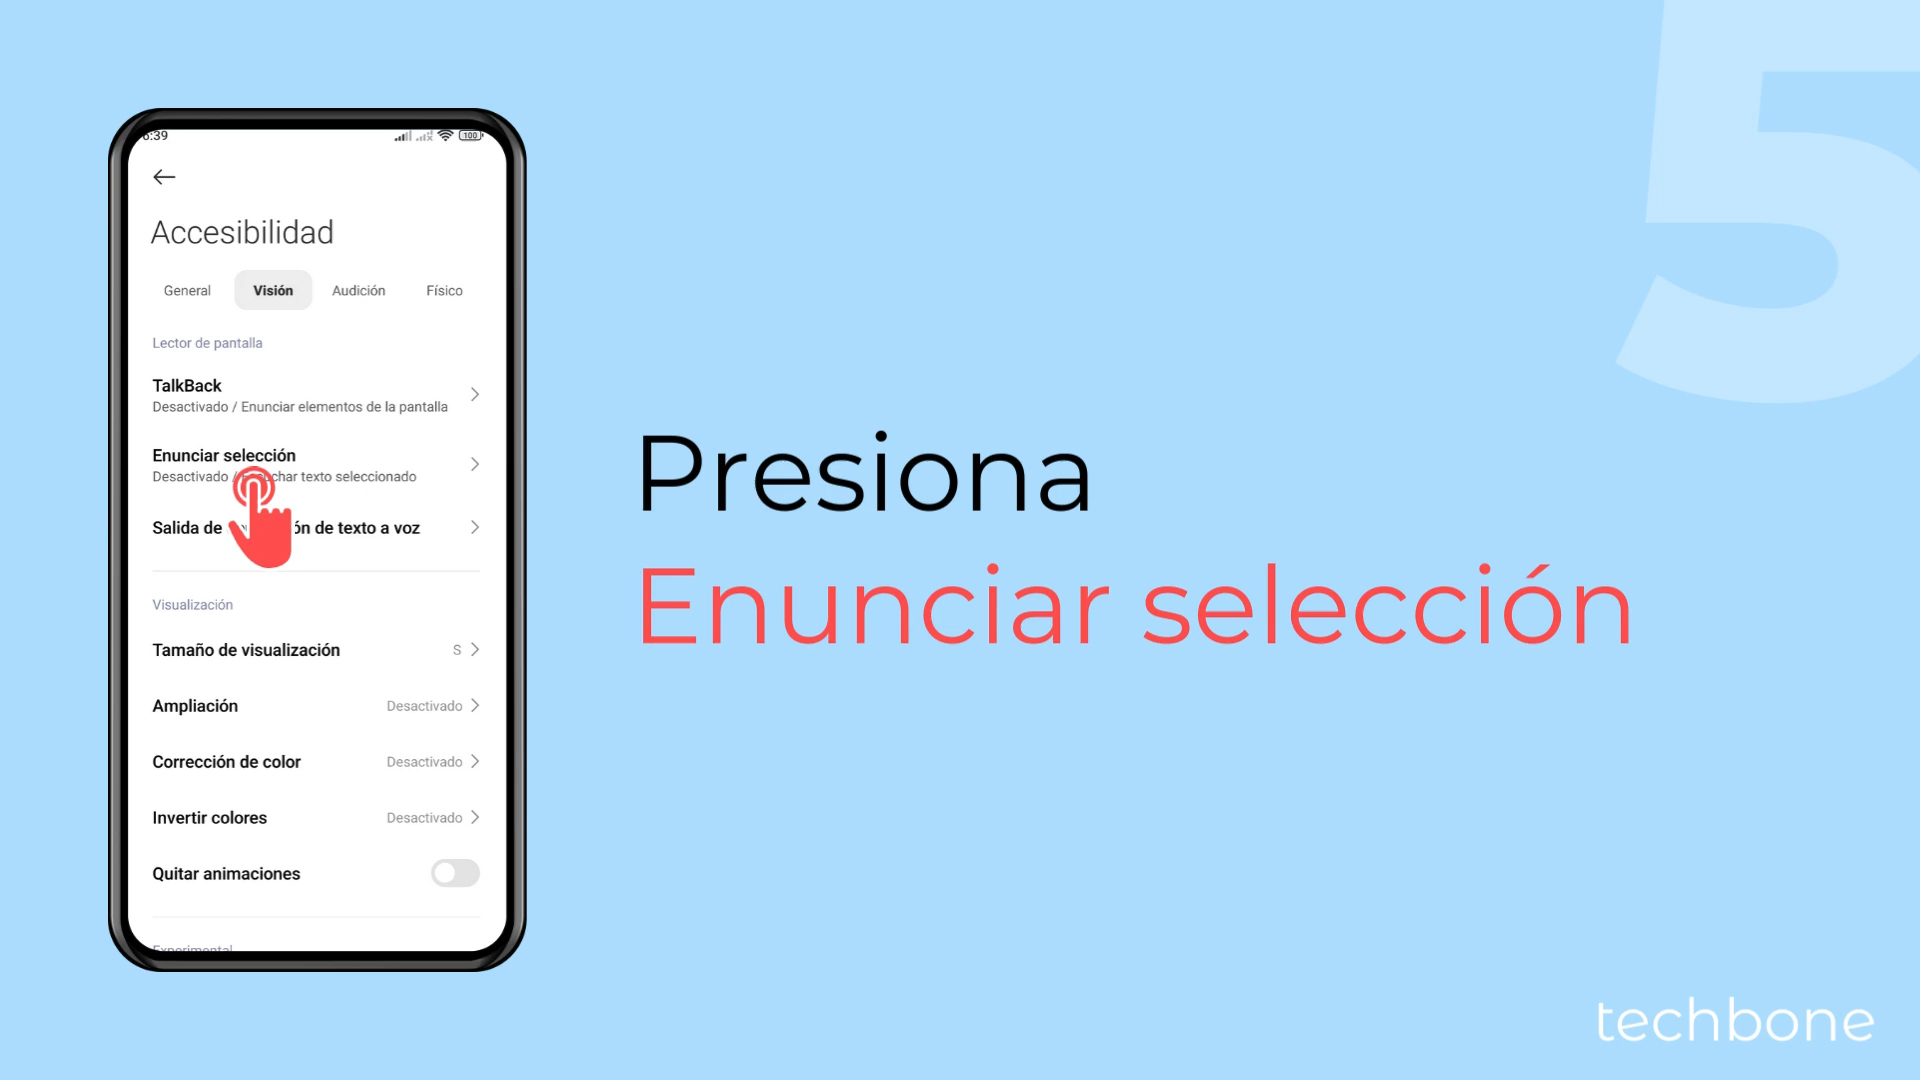 5
6:39
100
Accesibilidad
General Visión Audición Físico
Lector de pantalla
TalkBack
Desactivado / Enunciar elementos de la pantalla
Enunciar selección
Desactivado / char texto seleccionado
Salida de de texto a voz
Visualización
Tamaño de visualización S
Ampliación Desactivado
Corrección de color Desactivado
Invertir colores Desactivado
Quitar animaciones
Experimental
Presiona
Enunciar selección
techbone